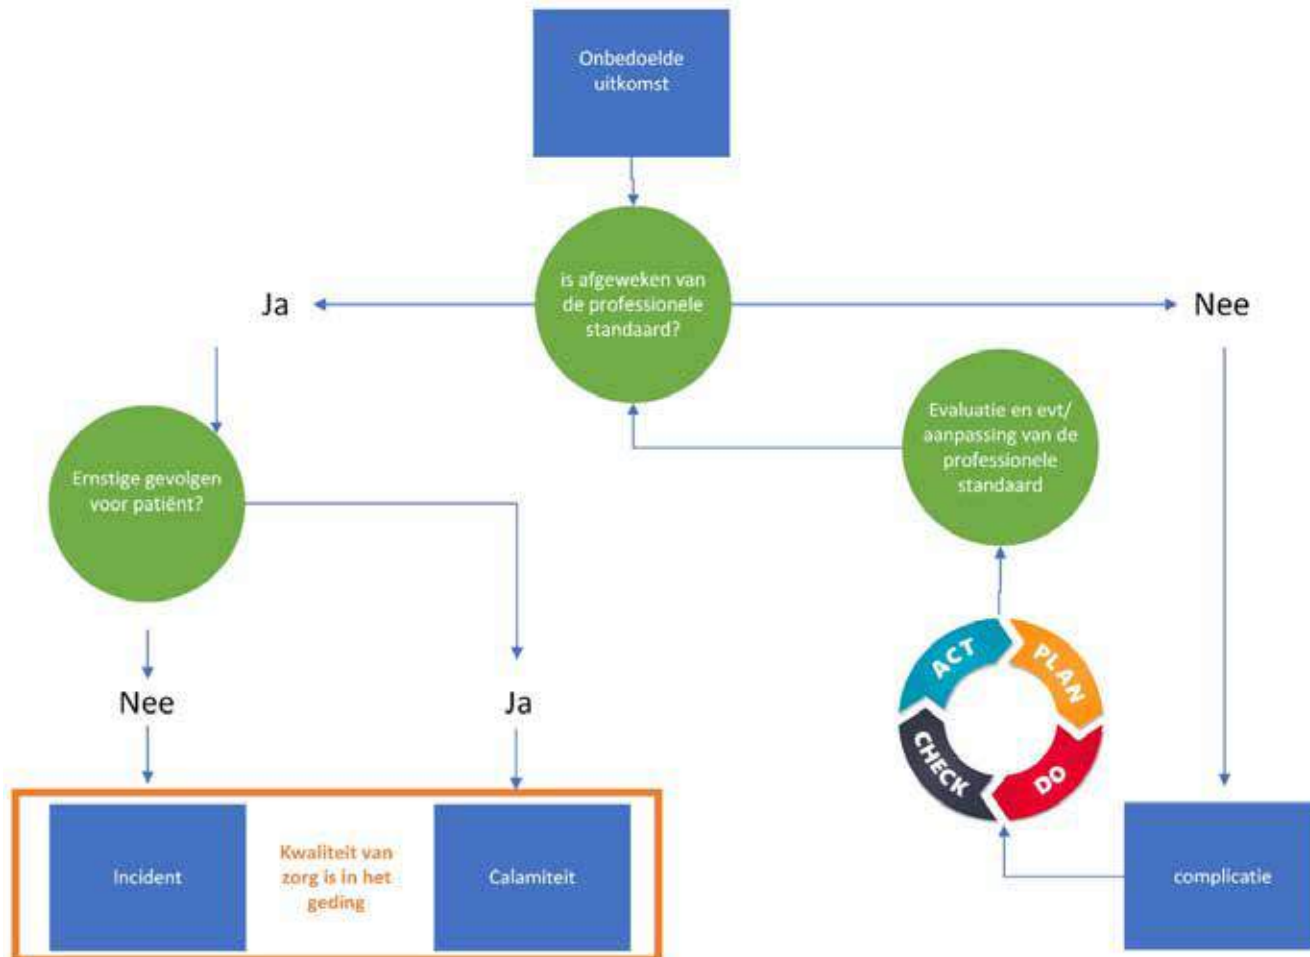 Onbedoelde
uitkomst
is afgeweken van
de professionele
standaard?
Ja
Nee
Evaluatie en evt/
aanpassing van de
professionele
standaard
Ernstige gevolgen
voor patiënt?
ACT
PLAN
CHECK
DO
Nee
Ja
Incident
Kwaliteit van
zorg is in het
geding
Calamiteit
complicatie